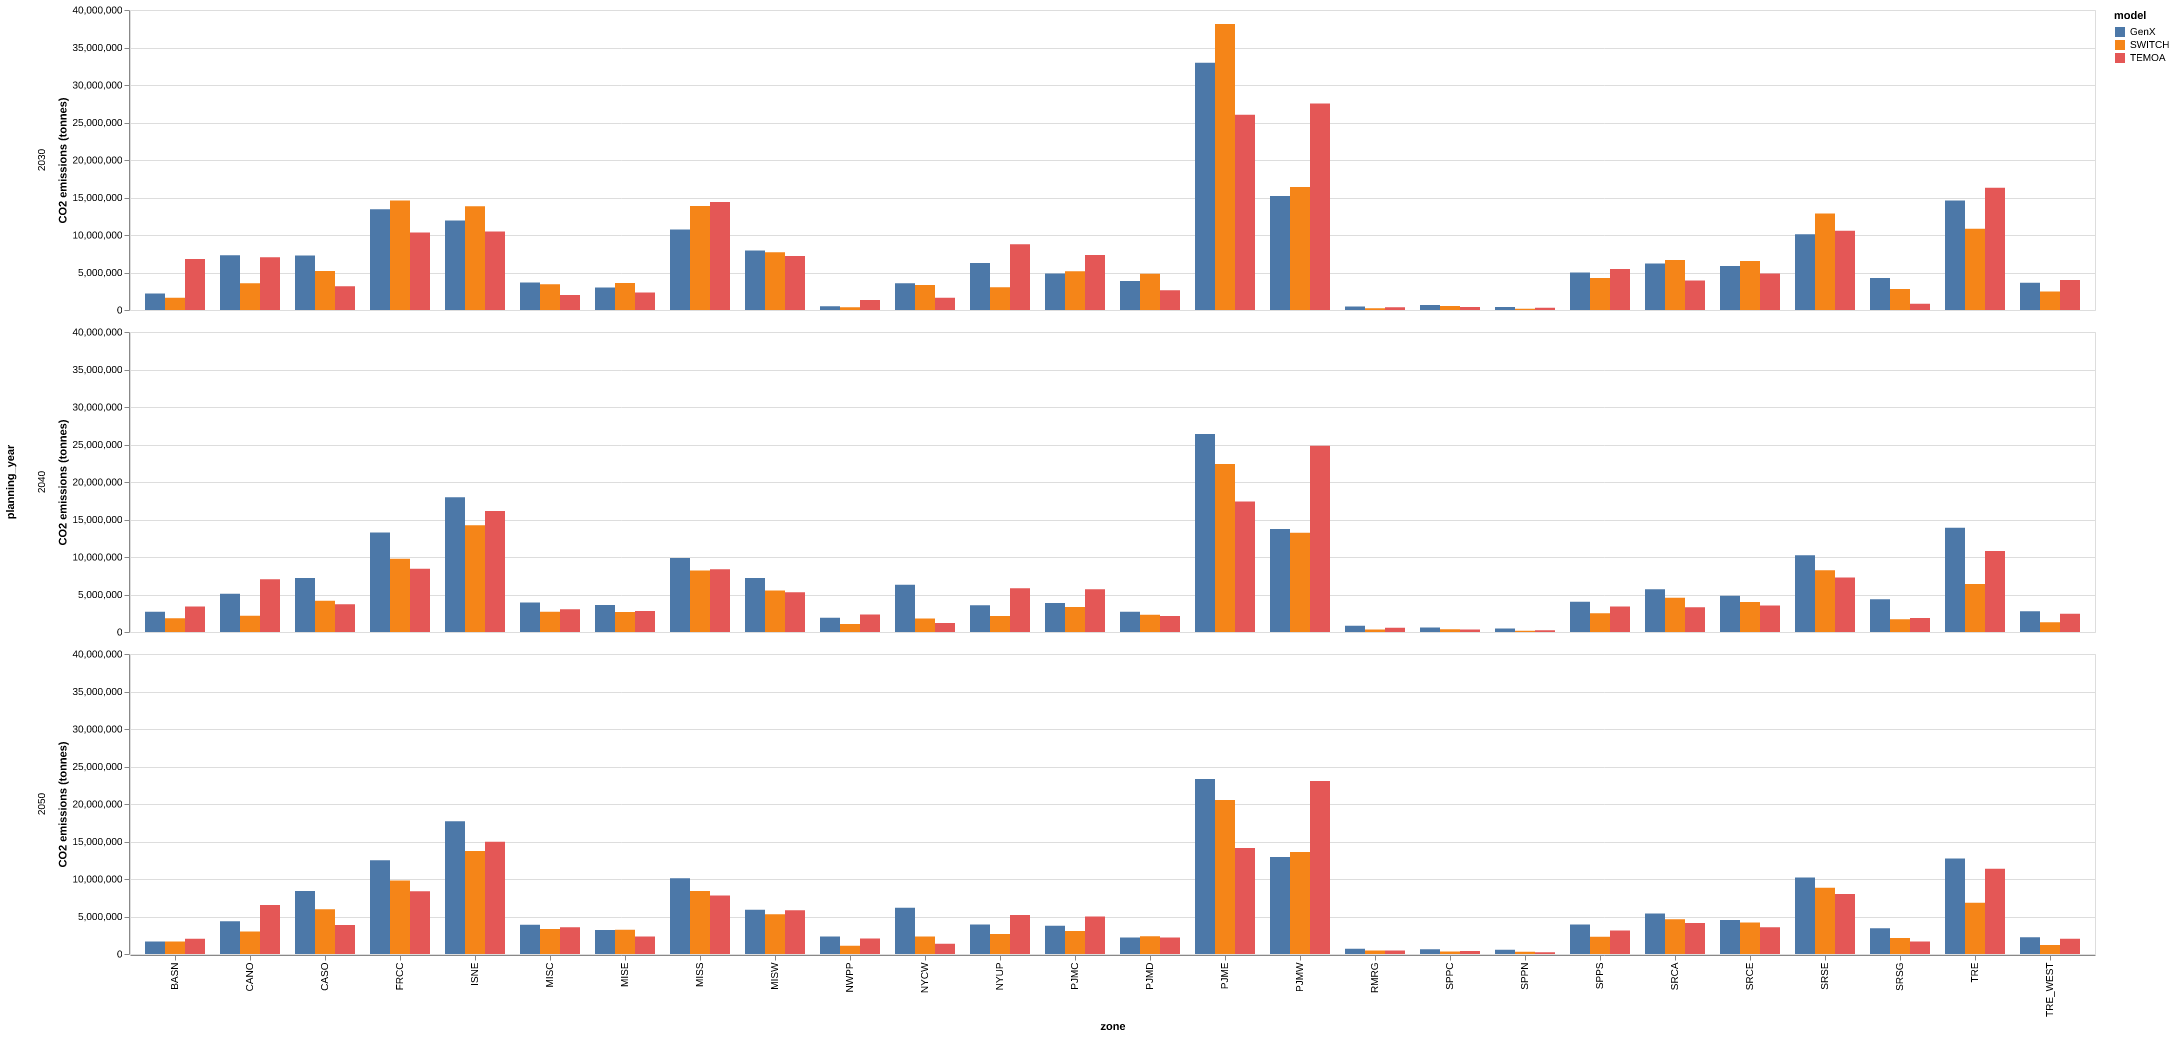 model
GenX
SWITCH
TEMOA
planning_year
2030
CO2 emissions (tonnes)
40,000,000
35,000,000
30,000,000
25,000,000
20,000,000
15,000,000
10,000,000
5,000,000
0
2040
CO2 emissions (tonnes)
40,000,000
35,000,000
30,000,000
25,000,000
20,000,000
15,000,000
10,000,000
5,000,000
0
2050
CO2 emissions (tonnes)
40,000,000
35,000,000
30,000,000
25,000,000
20,000,000
15,000,000
10,000,000
5,000,000
0
BASN
CANO
CASO
FRCC
ISNE
MISC
MISE
MISS
MISW
NWPP
NYCW
NYUP
PJMC
PJMD
PJME
PJMW
RMRG
SPPC
SPPN
SPPS
SRCA
SRCE
SRSE
SRSG
TRE
TRE_WEST
zone